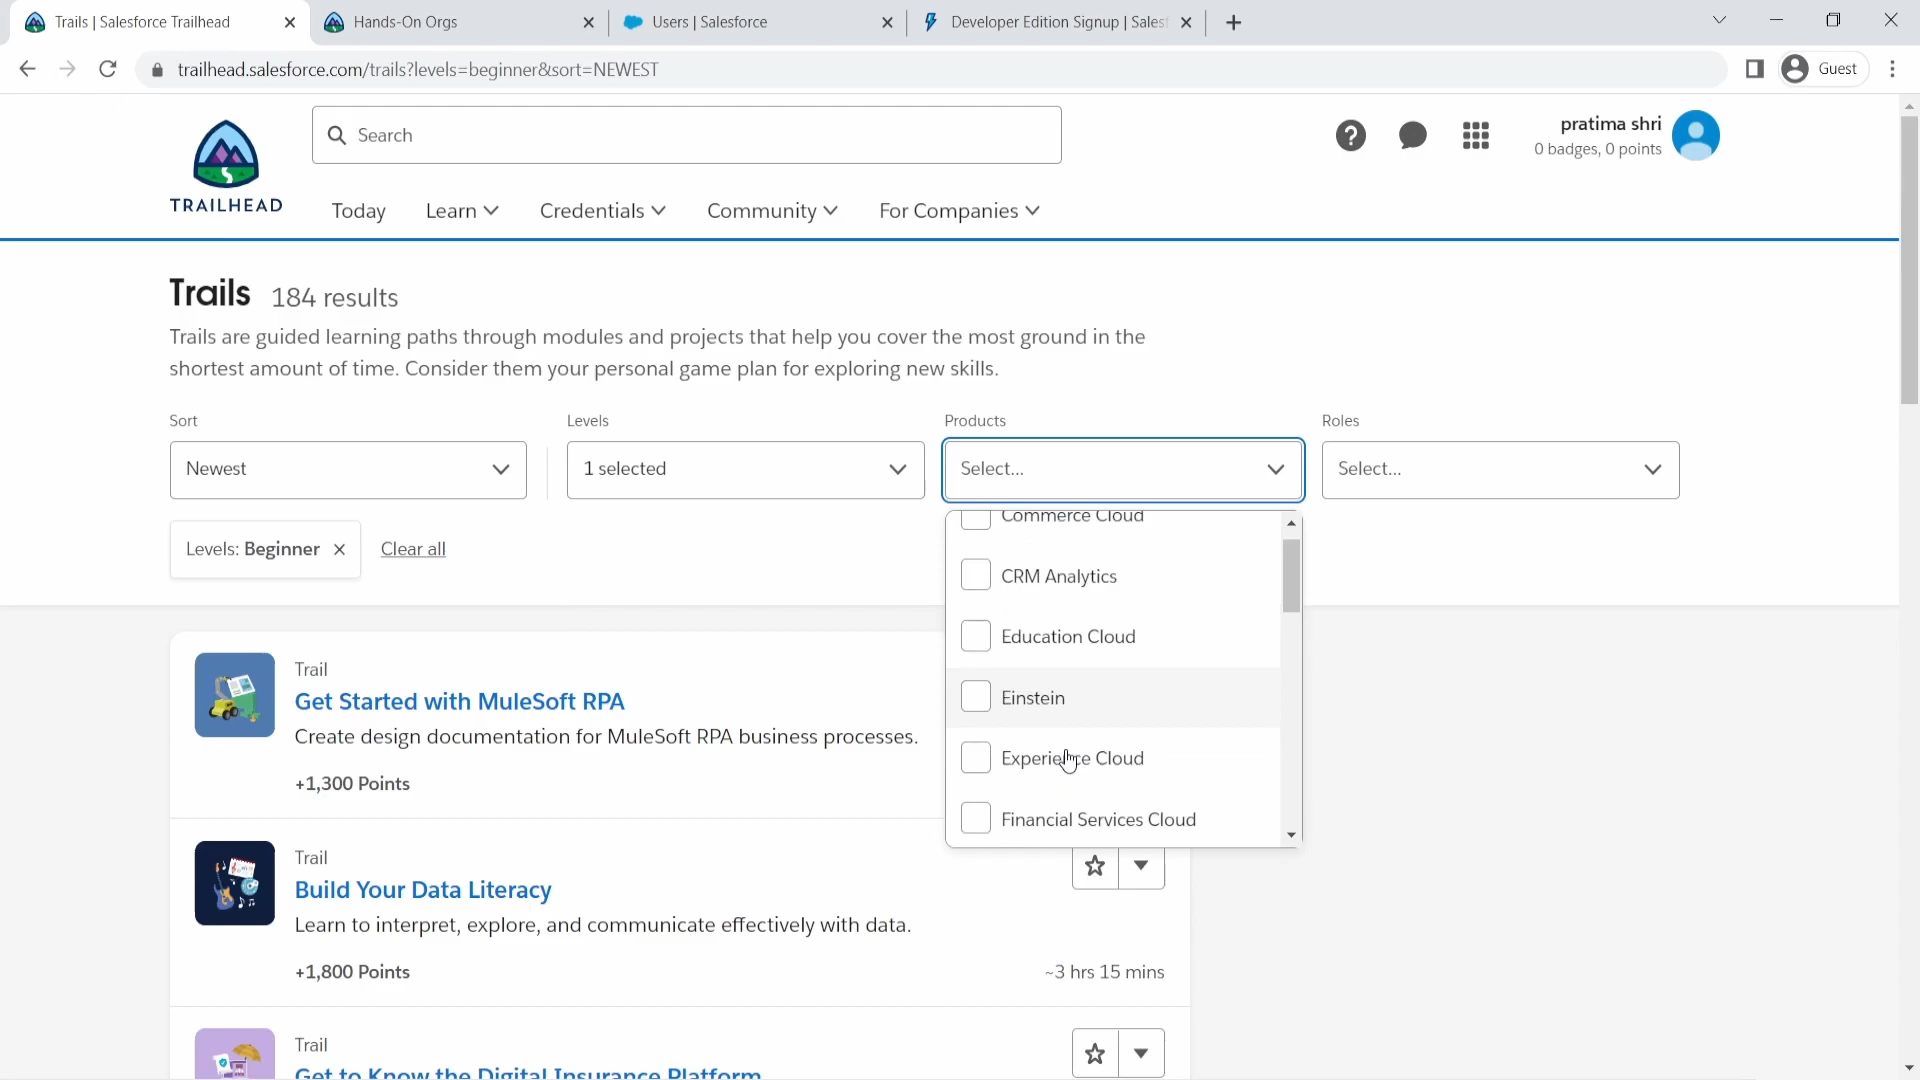 Trails | Salesforce Trailhead
Hands-On Orgs
Users | Salesforce
Developer Edition Signup | Sales
trailhead.salesforce.com/trails?levels=beginner&sort=NEWEST
Guest
TRAILHEAD
Search
pratima shri
0 badges, 0 points
Today
Learn
Credentials
Community
For Companies
Trails 184 results
Trails are guided learning paths through modules and projects that help you cover the most ground in the
shortest amount of time. Consider them your personal game plan for exploring new skills.
Sort
Levels
Products
Roles
Newest
1 selected
Select...
Select...
Levels: Beginner
Clear all
Commerce Cloud
CRM Analytics
Education Cloud
Einstein
Experience Cloud
Financial Services Cloud
Trail
Get Started with MuleSoft RPA
Create design documentation for MuleSoft RPA business processes.
+1,300 Points
Trail
Build Your Data Literacy
Learn to interpret, explore, and communicate effectively with data.
+1,800 Points
~3 hrs 15 mins
Trail
Get to Know the Digital Insurance Platform